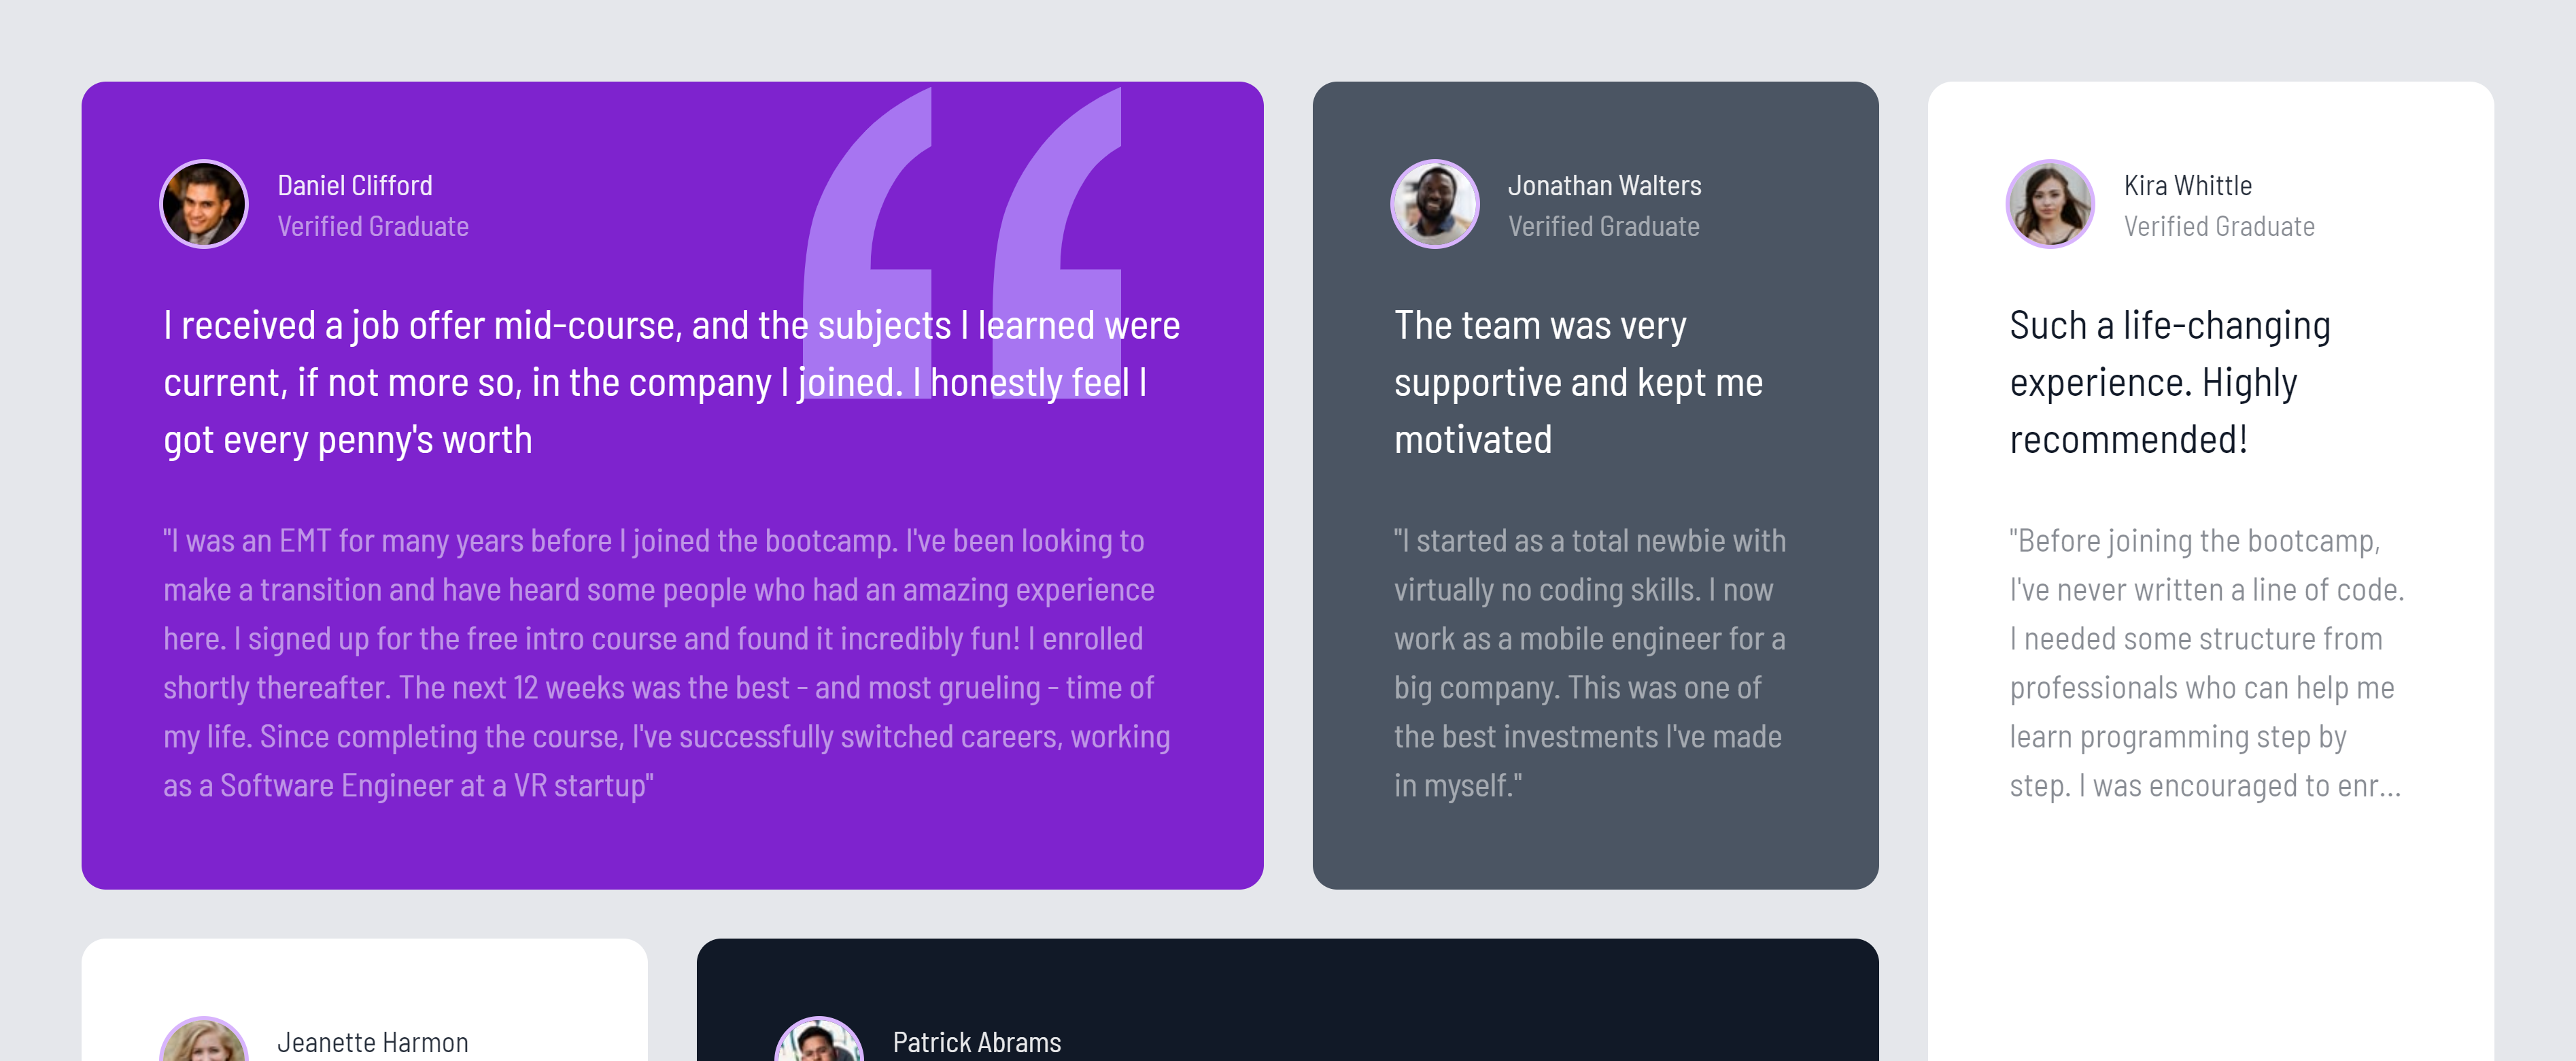 Daniel Clifford
Verified Graduate
I received a job offer mid-course, and the subjects I learned were
current, if not more so, in the company I joined. I honestly feel I
got every penny's worth
"I was an EMT for many years before I joined the bootcamp. I've been looking to
make a transition and have heard some people who had an amazing experience
here. I signed up for the free intro course and found it incredibly fun! I enrolled
shortly thereafter. The next 12 weeks was the best - and most grueling - time of
my life. Since completing the course, I've successfully switched careers, working
as a Software Engineer at a VR startup"
Jonathan Walters
Verified Graduate
The team was very
supportive and kept me
motivated
"I started as a total newbie with
virtually no coding skills. I now
work as a mobile engineer for a
big company. This was one of
the best investments I've made
in myself."
Kira Whittle
Verified Graduate
Such a life-changing
experience. Highly
recommended!
"Before joining the bootcamp,
I've never written a line of code.
I needed some structure from
professionals who can help me
learn programming step by
step. I was encouraged to enr...
Jeanette Harmon
Patrick Abrams